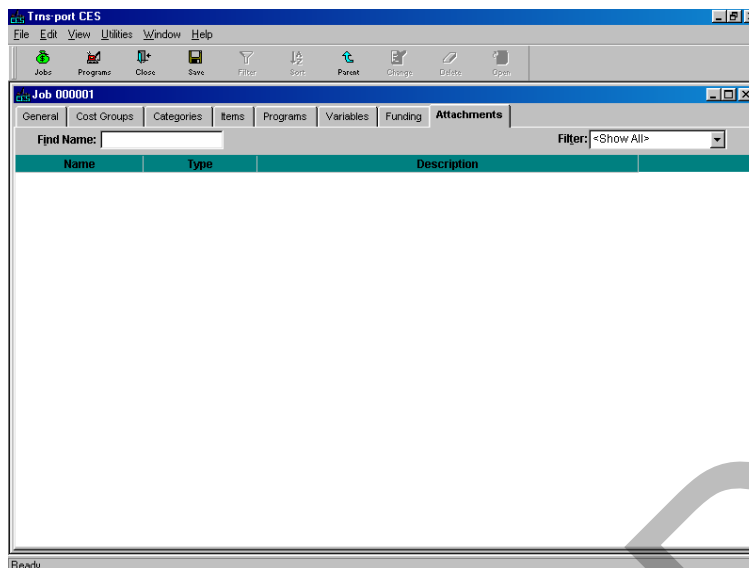 Trns·port CES
File Edit View Utilities Window Help
Jobs Programs Close Save Filter Sort Parent Change Delete Open
Job 000001
General Cost Groups Categories Items Programs Variables Funding Attachments
Find Name: Filter: <Show All>
Name Type Description
Ready